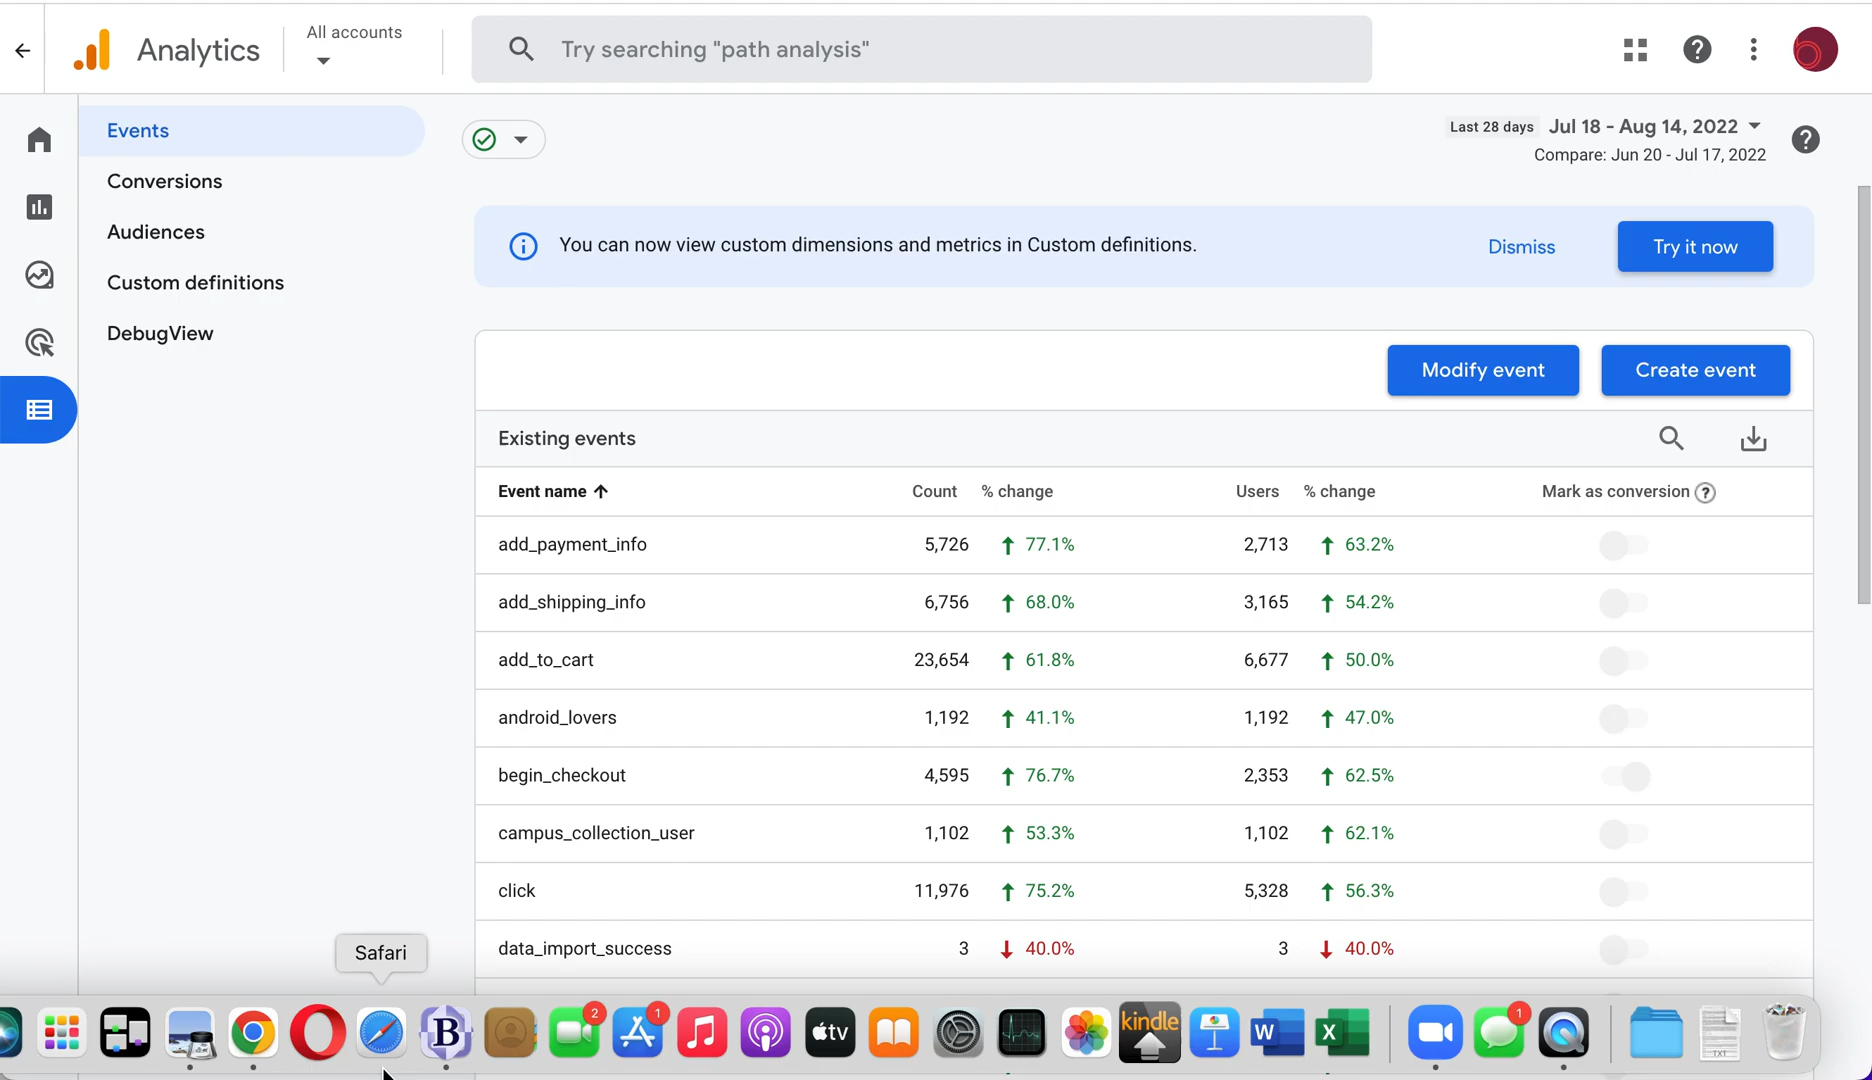 Analytics
All accounts
Try searching "path analysis"
Events
Conversions
Audiences
Custom definitions
DebugView
Last 28 days Jul 18 - Aug 14, 2022
Compare: Jun 20 - Jul 17, 2022
You can now view custom dimensions and metrics in Custom definitions.
Dismiss
Try it now
Modify event
Create event
Existing events
Event name Count % change Users % change Mark as conversion
add_payment_info 5,726 77.1% 2,713 63.2%
add_shipping_info 6,756 68.0% 3,165 54.2%
add_to_cart 23,654 61.8% 6,677 50.0%
android_lovers 1,192 41.1% 1,192 47.0%
begin_checkout 4,595 76.7% 2,353 62.5%
campus_collection_user 1,102 53.3% 1,102 62.1%
click 11,976 75.2% 5,328 56.3%
data_import_success 3 40.0% 3 40.0%
Safari
B
2
1
tv
kindle
W
X
1
TXT